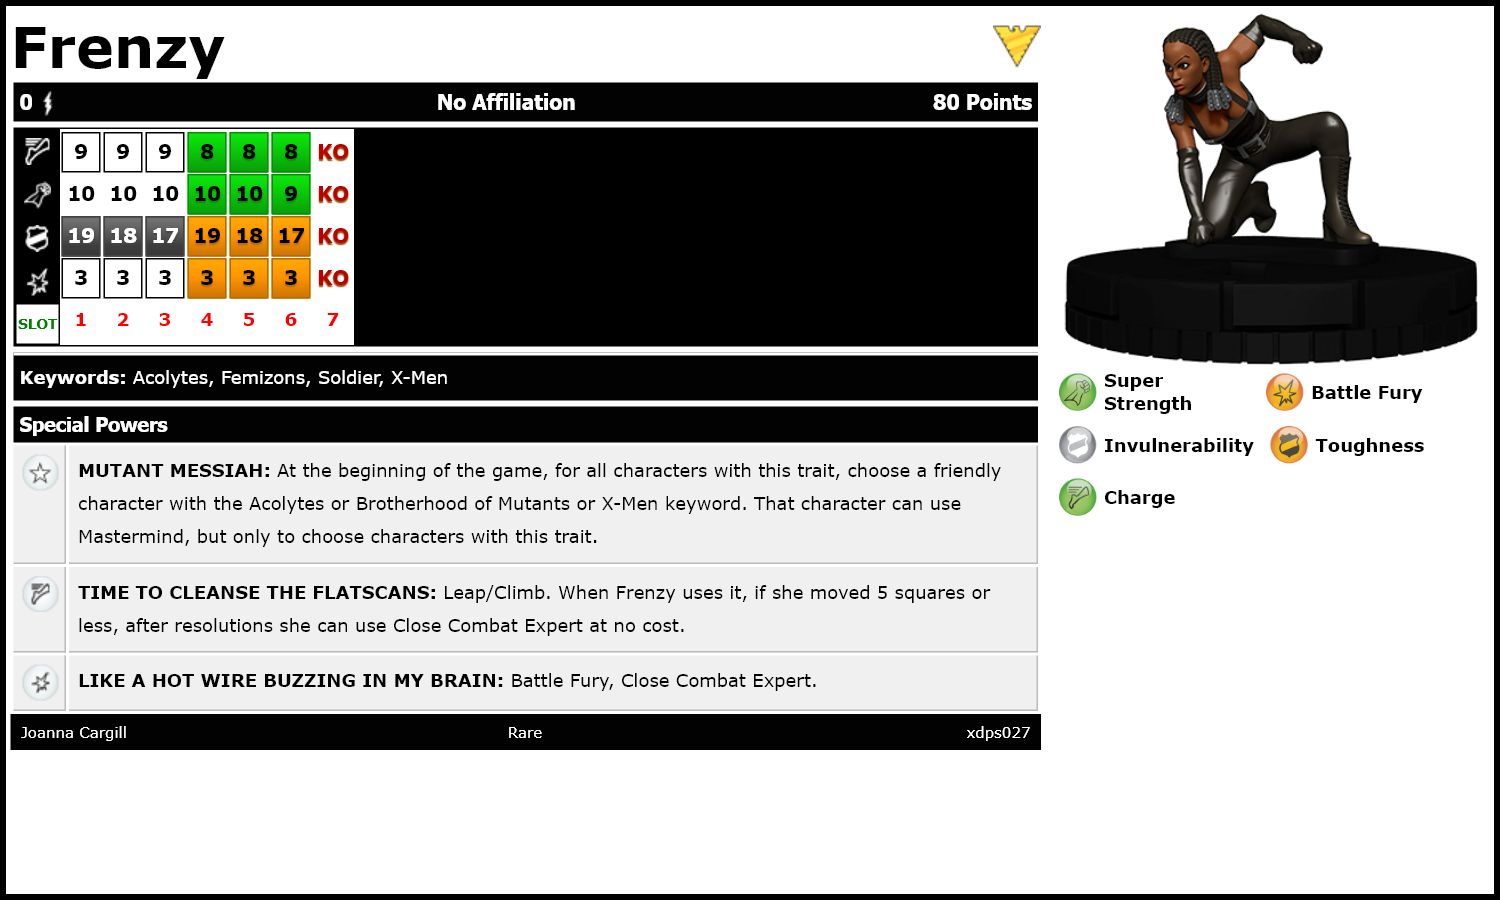 Frenzy
0 No Affiliation 80 Points
9 9 9 8 8 8 KO
10 10 10 10 10 9 KO
19 18 17 19 18 17 KO
3 3 3 3 3 3 KO
SLOT 1 2 3 4 5 6 7
Keywords: Acolytes, Femizons, Soldier, X-Men
Special Powers
MUTANT MESSIAH: At the beginning of the game, for all characters with this trait, choose a friendly
character with the Acolytes or Brotherhood of Mutants or X-Men keyword. That character can use
Mastermind, but only to choose characters with this trait.
TIME TO CLEANSE THE FLATSCANS: Leap/Climb. When Frenzy uses it, if she moved 5 squares or
less, after resolutions she can use Close Combat Expert at no cost.
LIKE A HOT WIRE BUZZING IN MY BRAIN: Battle Fury, Close Combat Expert.
Joanna Cargill Rare xdps027
Super
Strength
Battle Fury
Invulnerability Toughness
Charge